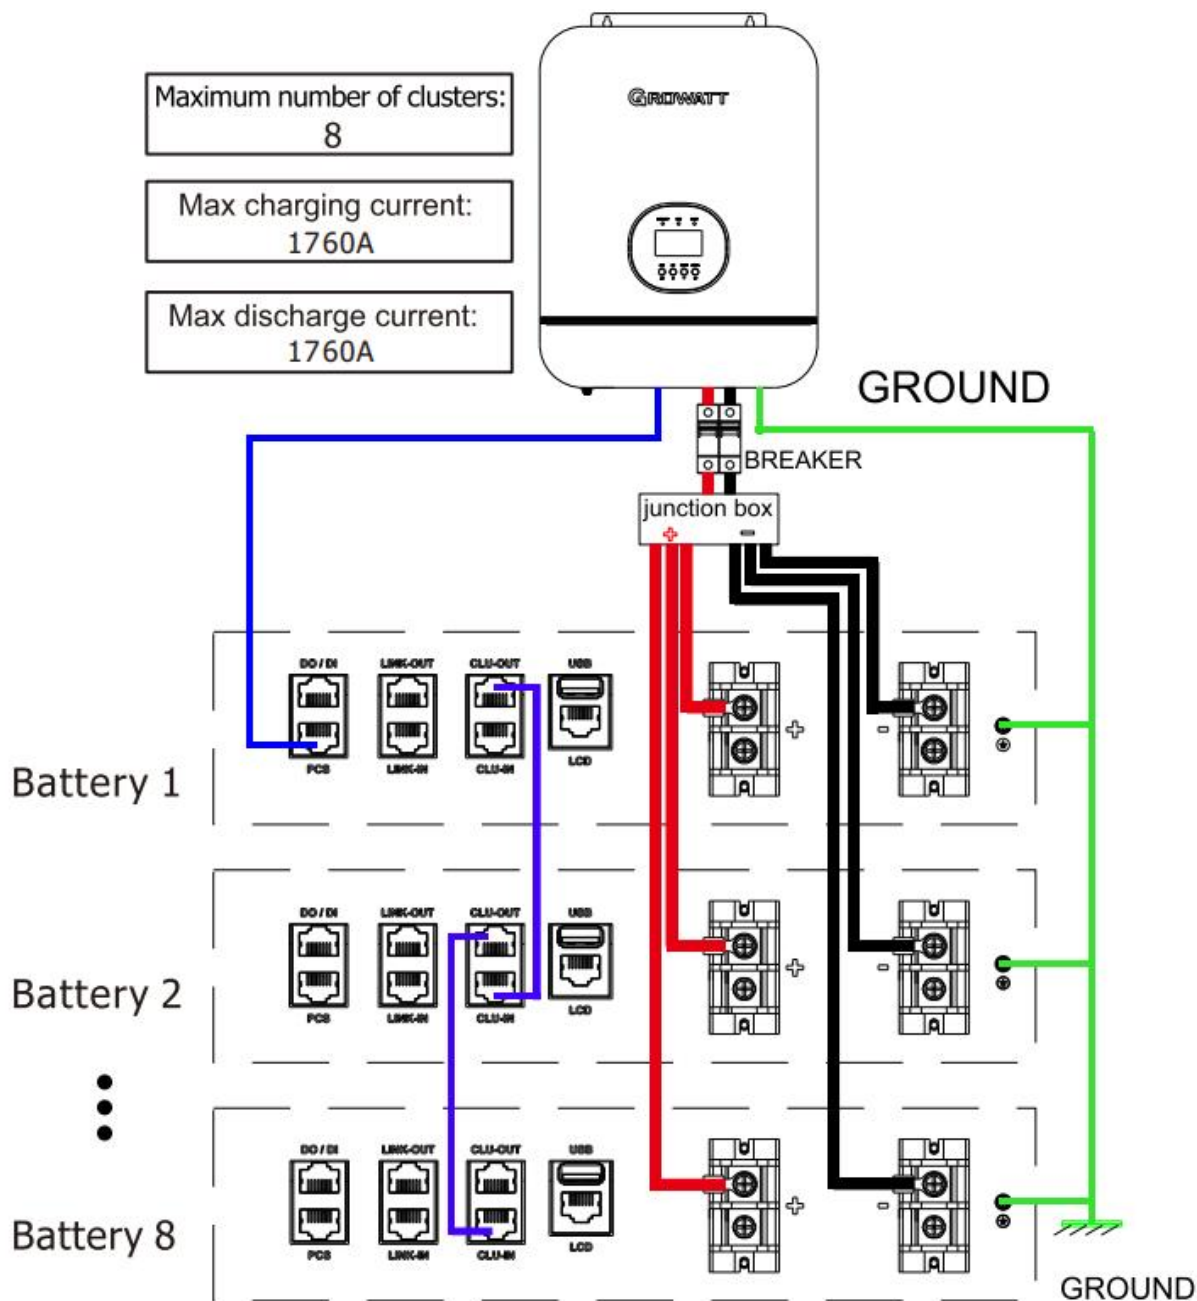 GROWATT
Maximum number of clusters:
8
Max charging current:
1760A
Max discharge current:
1760A
GROUND
BREAKER
junction box
+ -
DO / DI LINK-OUT CLU-OUT USB
+ -
PCS LINK-IN CLU-IN LCD
Battery 1
DO / DI LINK-OUT CLU-OUT USB
+ -
PCS LINK-IN CLU-IN LCD
Battery 2
DO / DI LINK-OUT CLU-OUT USB
+ -
PCS LINK-IN CLU-IN LCD
Battery 8
GROUND